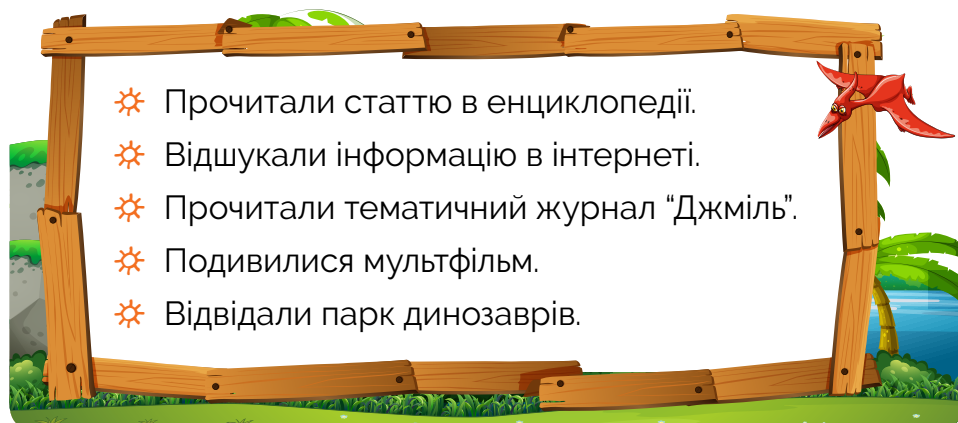 Прочитали статтю в енциклопедії.
Відшукали інформацію в інтернеті.
Прочитали тематичний журнал “Джміль”.
Подивилися мультфільм.
Відвідали парк динозаврів.